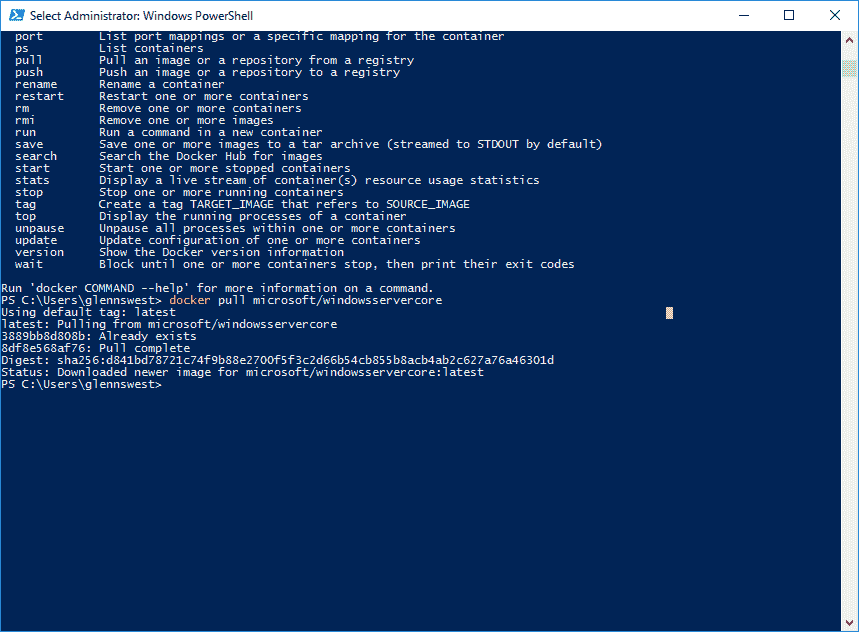 Select Administrator: Windows PowerShell
port List port mappings or a specific mapping for the container
ps List containers
pull Pull an image or a repository from a registry
push Push an image or a repository to a registry
rename Rename a container
restart Restart one or more containers
rm Remove one or more containers
rmi Remove one or more images
run Run a command in a new container
save Save one or more images to a tar archive (streamed to STDOUT by default)
search Search the Docker Hub for images
start Start one or more stopped containers
stats Display a live stream of container(s) resource usage statistics
stop Stop one or more running containers
tag Create a tag TARGET_IMAGE that refers to SOURCE_IMAGE
top Display the running processes of a container
unpause Unpause all processes within one or more containers
update Update configuration of one or more containers
version Show the Docker version information
wait Block until one or more containers stop, then print their exit codes
Run 'docker COMMAND --help' for more information on a command.
PS C:\Users\glennswest> docker pull microsoft/windowsservercore
Using default tag: latest
latest: Pulling from microsoft/windowsservercore
3889bb8d808b: Already exists
8df8e568af76: Pull complete
Digest: sha256:d841bd78721c74f9b88e2700f5f3c2d66b54cb855b8acb4ab2c627a76a46301d
Status: Downloaded newer image for microsoft/windowsservercore:latest
PS C:\Users\glennswest>